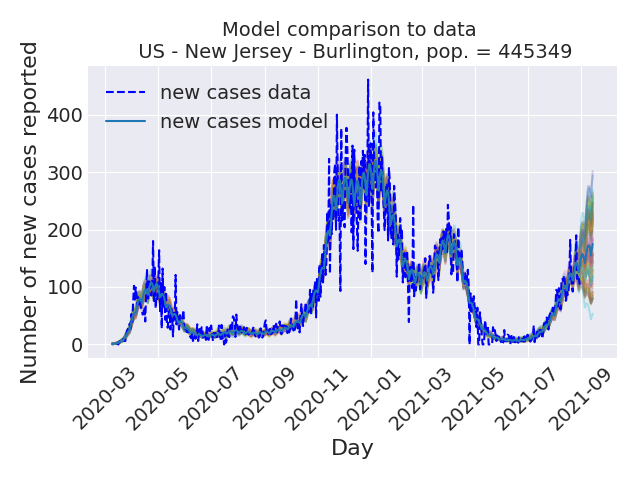 Model comparison to data
US - New Jersey - Burlington, pop. = 445349
Number of new cases reported
400
300
200
100
0
new cases data
new cases model
2020-03
2020-05
2020-07
2020-09
2020-11
2021-01
2021-03
2021-05
2021-07
2021-09
Day